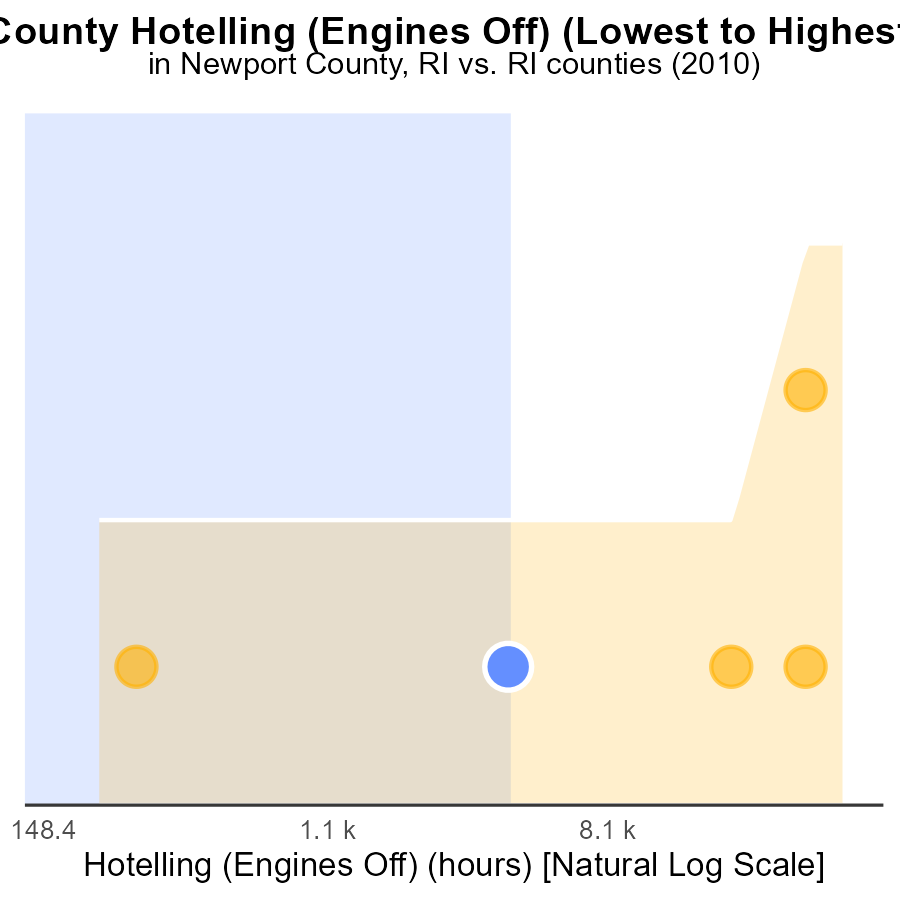 County Hotelling (Engines Off) (Lowest to Highest
in Newport County, RI vs. RI counties (2010)
148.4 1.1 k 8.1 k
Hotelling (Engines Off) (hours) [Natural Log Scale]